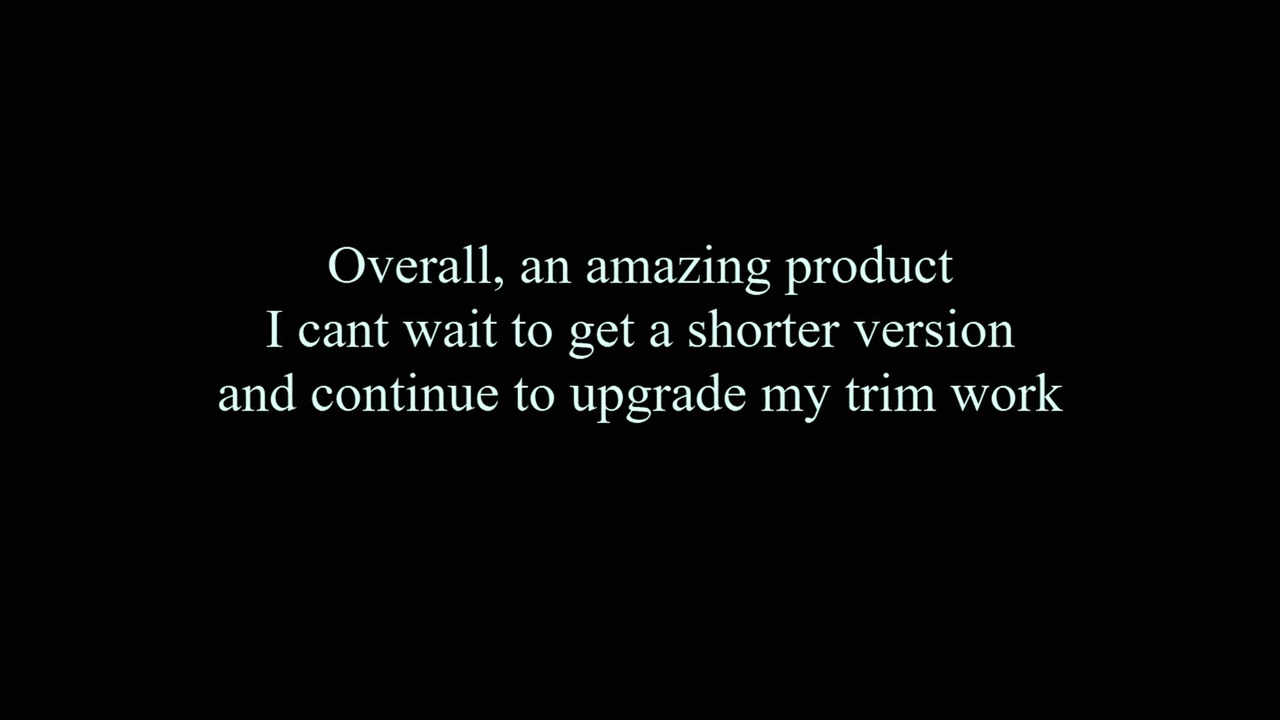 Overall, an amazing product
I cant wait to get a shorter version
and continue to upgrade my trim work